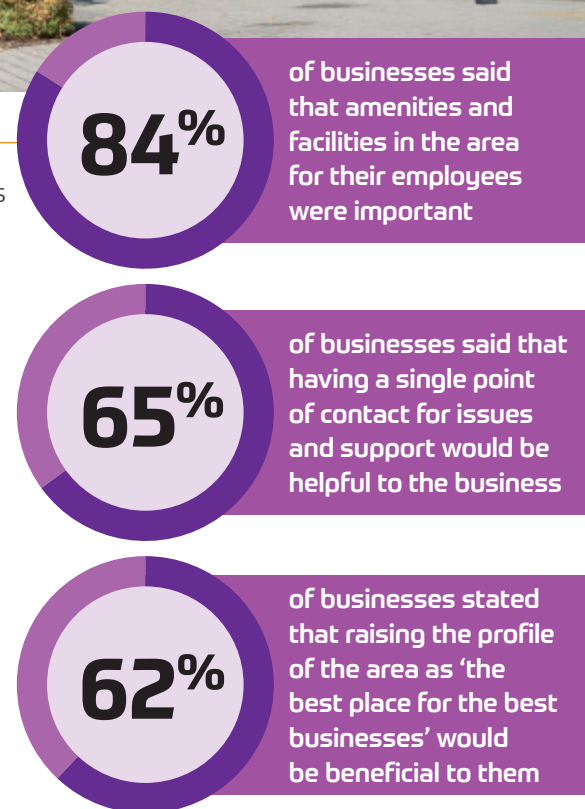 84%
of businesses said
that amenities and
facilities in the area
for their employees
were important
s
65%
of businesses said that
having a single point
of contact for issues
and support would be
helpful to the business
62%
of businesses stated
that raising the profile
of the area as ‘the
best place for the best
businesses’ would
be beneficial to them